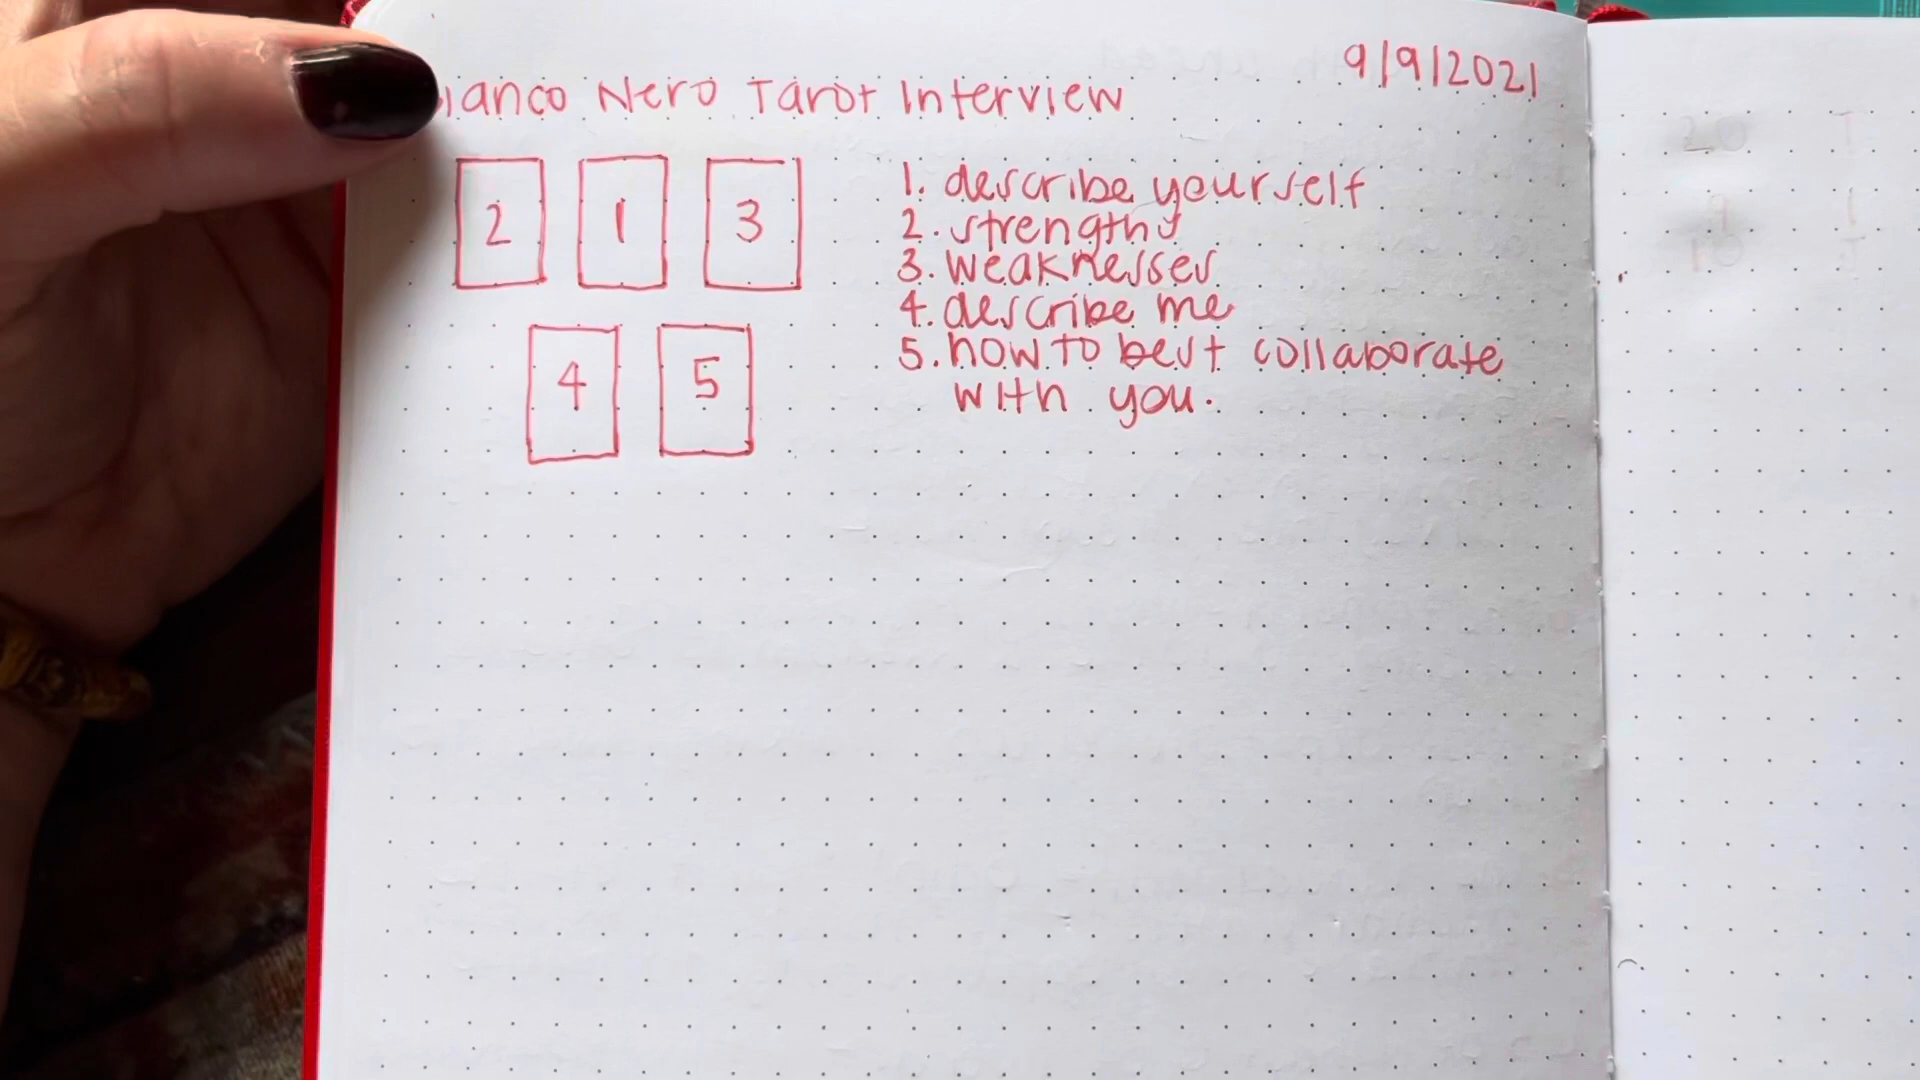 Nero Tarot Interview
9/9/2021
2 1 3
4 5
1. describe yourself
2. strengths
3. weaknesses
4. describe me
5. how to best collaborate
with you.